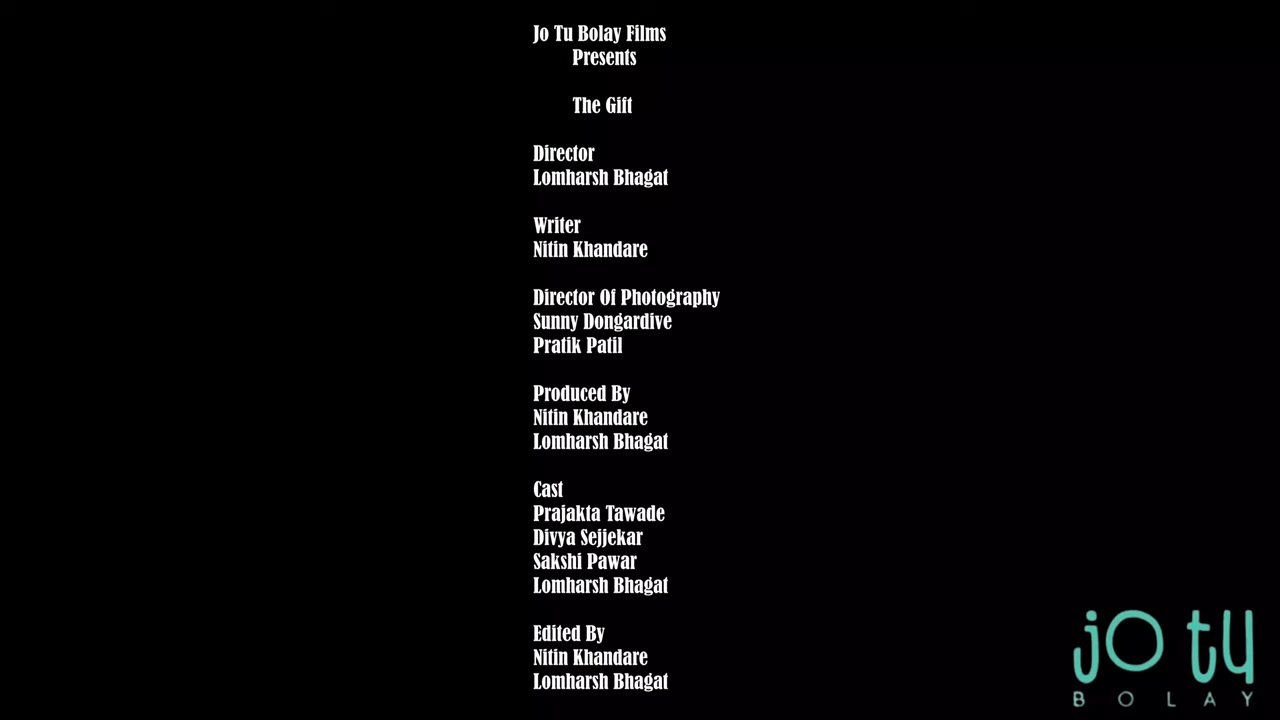 Jo Tu Bolay Films
Presents
The Gift
Director
Lomharsh Bhagat
Writer
Nitin Khandare
Director Of Photography
Sunny Dongardive
Pratik Patil
Produced By
Nitin Khandare
Lomharsh Bhagat
Cast
Prajakta Tawade
Divya Sejjekar
Sakshi Pawar
Lomharsh Bhagat
Edited By
Nitin Khandare
Lomharsh Bhagat
jo tu
BOLAY